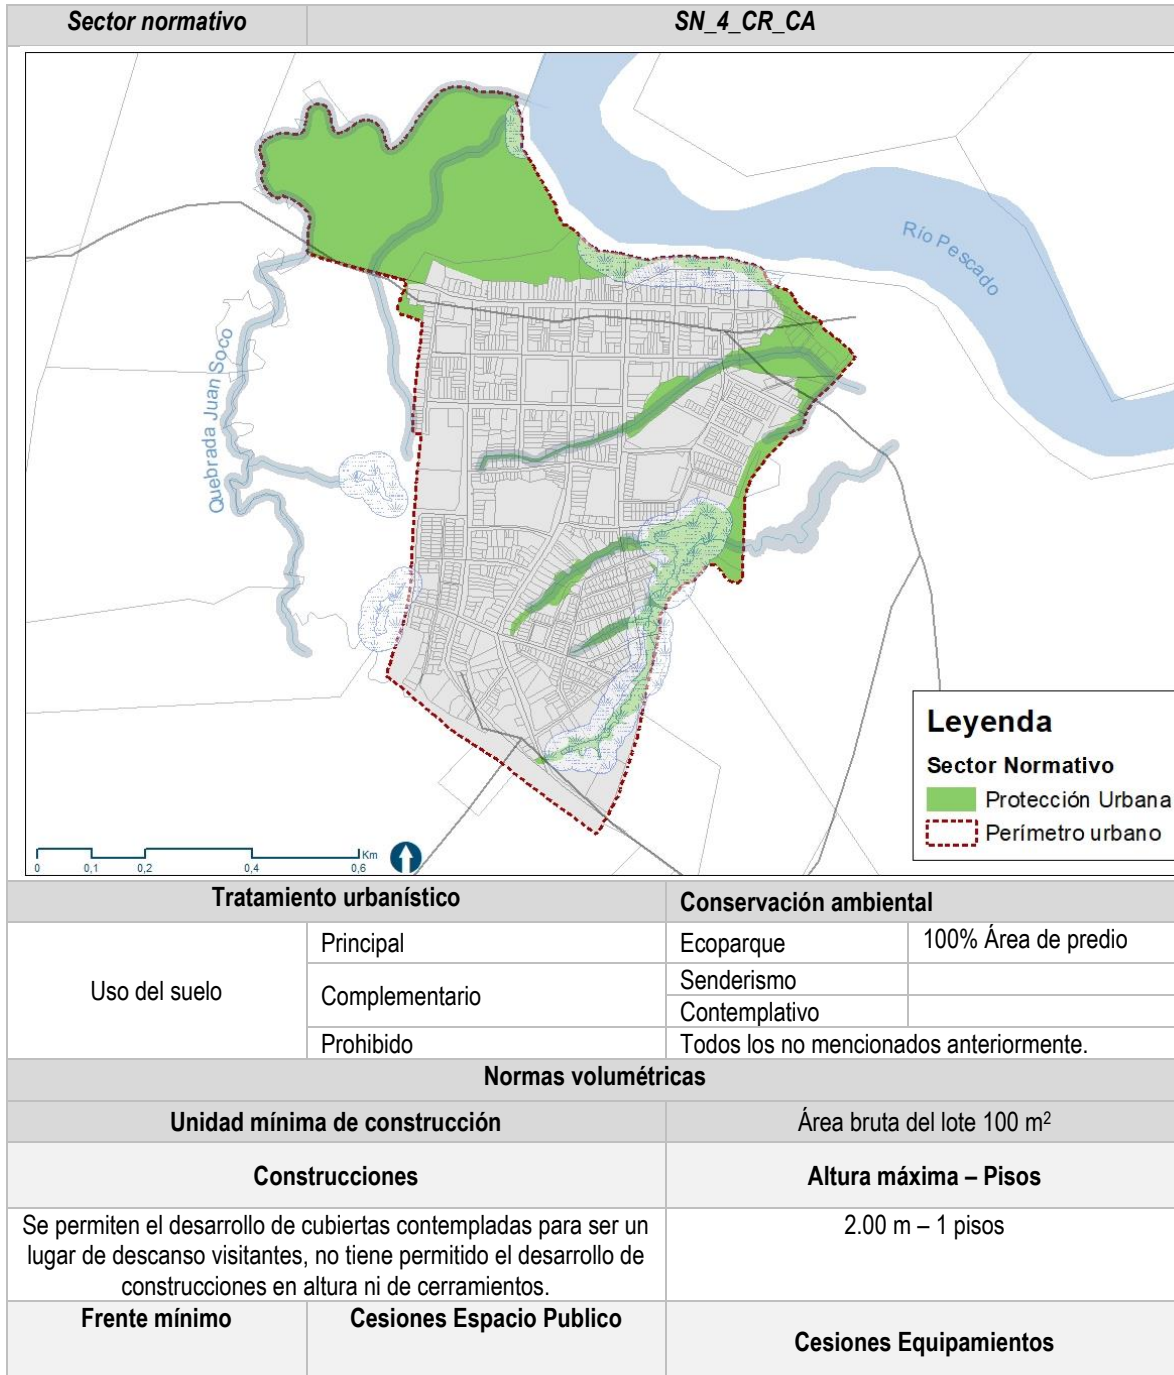 Sector normativo
SN_4_CR_CA
Río Pescado
Quebrada Juan Soco
Leyenda
Sector Normativo
Protección Urbana
Perímetro urbano
Km
0 0,1 0,2 0,4 0,6
Tratamiento urbanístico
Conservación ambiental
Uso del suelo
Principal
Ecoparque
100% Área de predio
Complementario
Senderismo
Contemplativo
Prohibido
Todos los no mencionados anteriormente.
Normas volumétricas
Unidad mínima de construcción
Área bruta del lote 100 m²
Construcciones
Altura máxima – Pisos
Se permiten el desarrollo de cubiertas contempladas para ser un
lugar de descanso visitantes, no tiene permitido el desarrollo de
construcciones en altura ni de cerramientos.
2.00 m – 1 pisos
Frente mínimo
Cesiones Espacio Publico
Cesiones Equipamientos